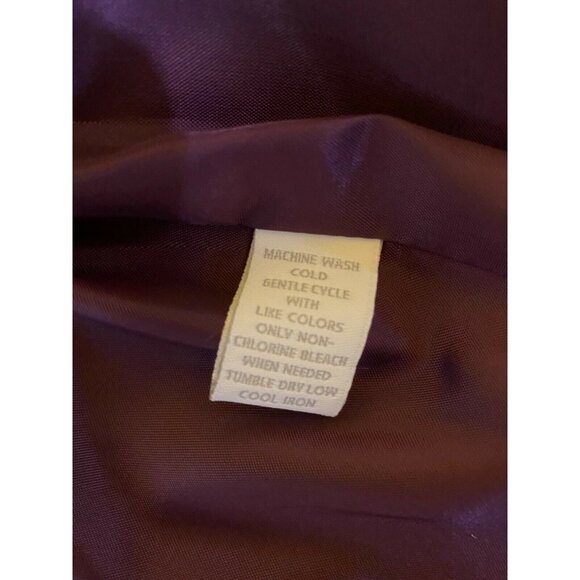 MACHINE WASH
COLD
GENTLE CYCLE
WITH
LIKE COLORS
ONLY NON-
CHLORINE BLEACH
WHEN NEEDED
TUMBLE DRY LOW
COOL IRON